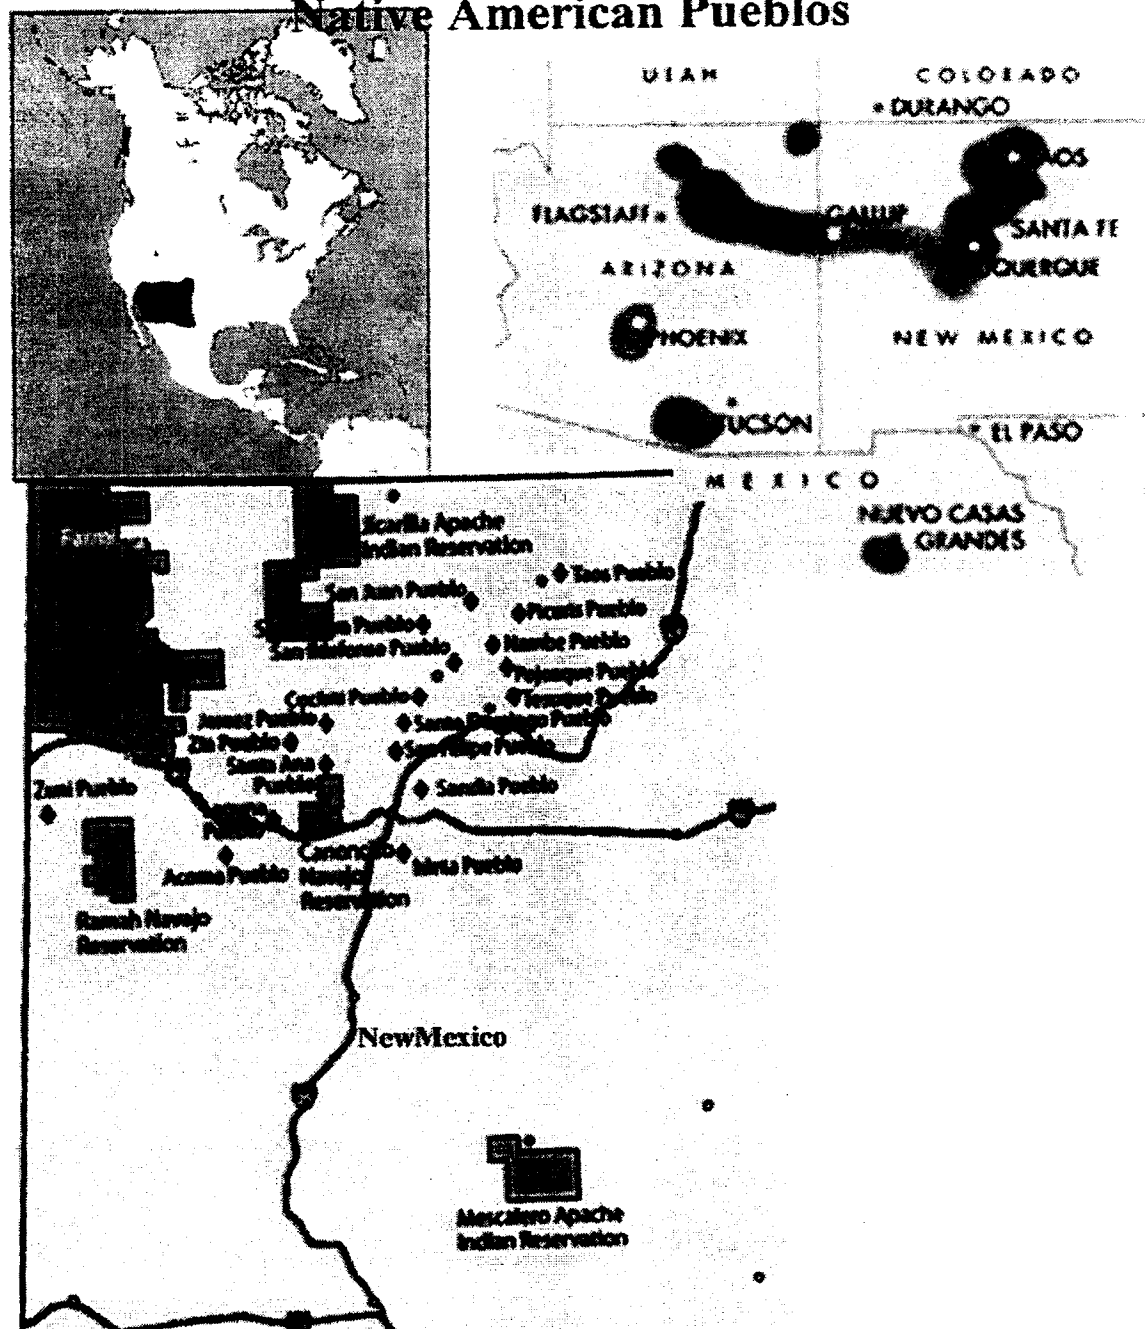 Native American Pueblos
UTAH
COLORADO
DURANGO
TAOS
FLAGSTAFF
GALLUP
SANTA FE
ARIZONA
QUERQUE
PHOENIX
NEW MEXICO
TUCSON
EL PASO
MEXICO
NUEVO CASAS
GRANDES
Jicarilla Apache
Indian Reservation
Taos Pueblo
San Juan Pueblo
Picuris Pueblo
Pueblo
Nambe Pueblo
San Ildefonso Pueblo
Pojoaque Pueblo
Cochiti Pueblo
Tesuque Pueblo
Jemez Pueblo
Santo Domingo Pueblo
Zia Pueblo
San Felipe Pueblo
Santa Ana
Pueblo
Zuni Pueblo
Sandia Pueblo
Pueblo
Acoma Pueblo
Canoncito
Navajo
Reservation
Isleta Pueblo
Ramah Navajo
Reservation
NewMexico
Mescalero Apache
Indian Reservation